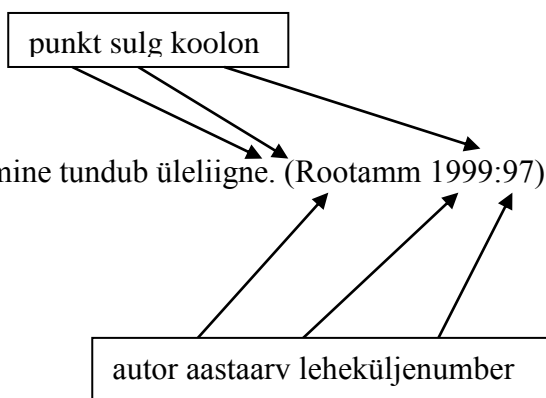 punkt sulg koolon
mine tundub üleliigne. (Rootamm 1999:97)
autor aastaarv leheküljenumber